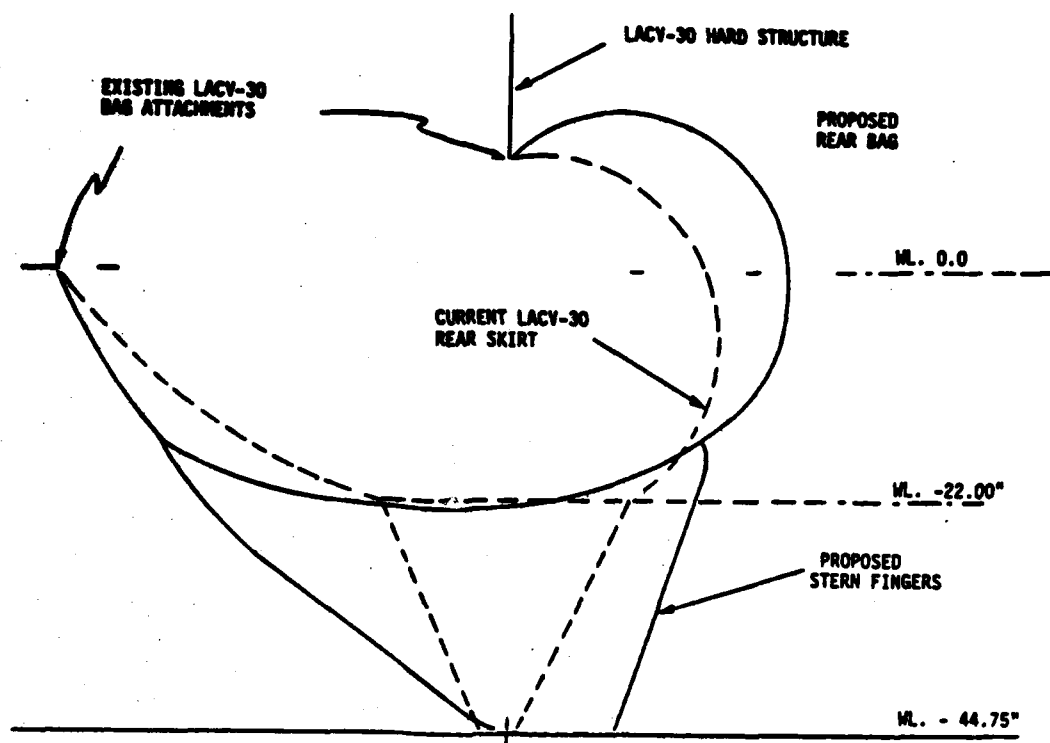 LACV-30 HARD STRUCTURE
EXISTING LACV-30
BAG ATTACHMENTS
PROPOSED
REAR BAG
WL. 0.0
CURRENT LACV-30
REAR SKIRT
WL. -22.00"
PROPOSED
STERN FINGERS
WL. - 44.75"